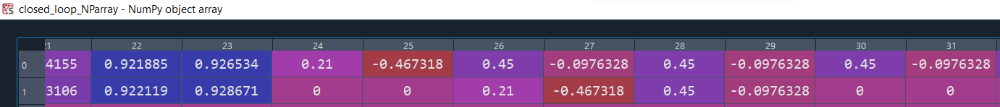 closed_loop_NParray - NumPy object array
21 22 23 24 25 26 27 28 29 30 31
0 4155 0.921885 0.926534 0.21 -0.467318 0.45 -0.0976328 0.45 -0.0976328 0.45 -0.0976328
1 3106 0.922119 0.928671 0 0 0.21 -0.467318 0.45 -0.0976328 0 0